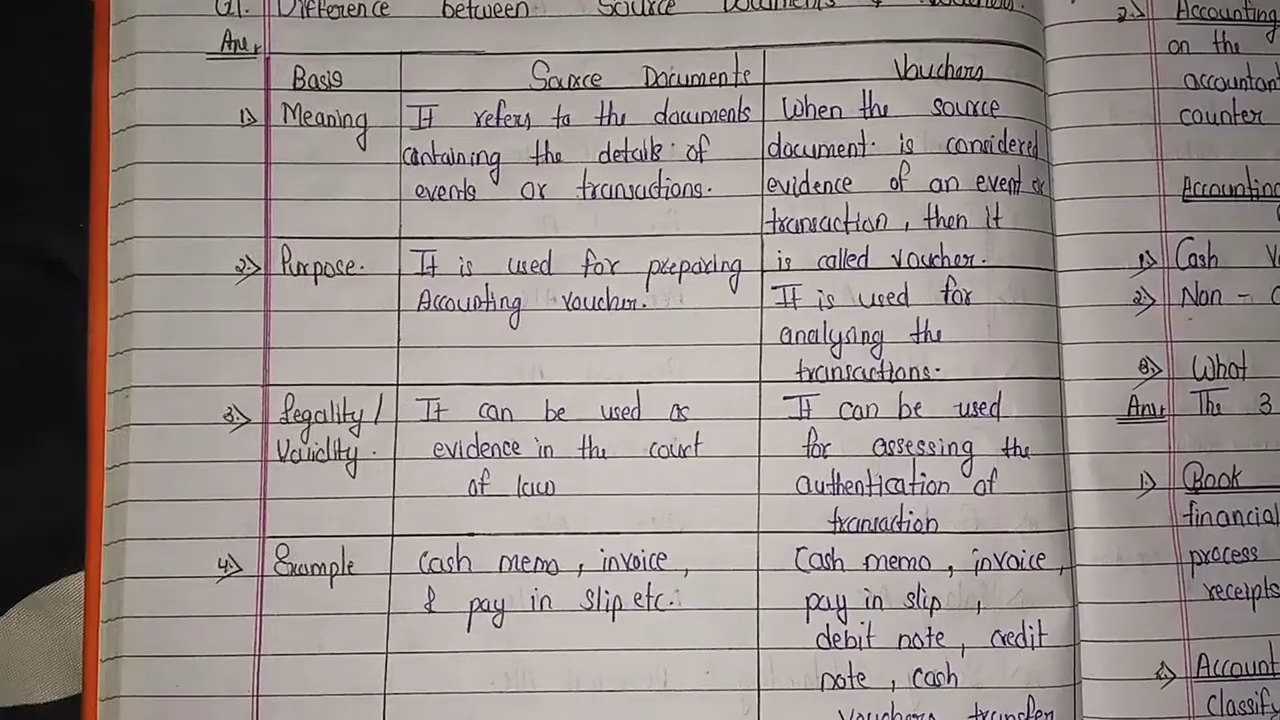 Q1. Difference between Source Documents & Vouchers.
Ans,
Basis Source Documents Vouchers
1) Meaning It refers to the documents
containing the details of
events or transactions.
When the source
document is considered
evidence of an event or
transaction, then it
is called voucher.
2) Purpose. It is used for preparing
Accounting voucher.
It is used for
analysing the
transactions.
3) Legality /
Validity.
It can be used as
evidence in the court
of law
It can be used
for assessing the
authentication of
transaction
4) Example Cash memo, invoice,
& pay in slip etc.
Cash memo, invoice,
pay in slip,
debit note, credit
note, cash
vouchers transfer
2) Accounting
on the
accountan
counter
Accounting
1) Cash V
2) Non - C
3) What
Ans, The 3
1) Book
financial
process
receipts
2) Account
classif